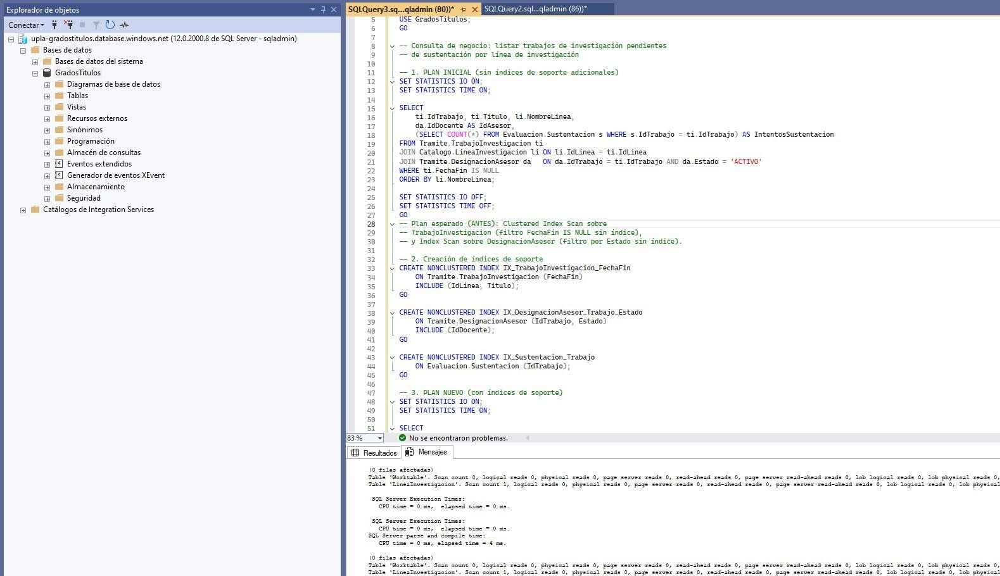 Explorador de objetos
Conectar
upla-gradostitulos.database.windows.net (12.0.2000.8 de SQL Server - sqladmin)
Bases de datos
Bases de datos del sistema
GradosTitulos
Diagramas de base de datos
Tablas
Vistas
Recursos externos
Sinónimos
Programación
Almacén de consultas
Eventos extendidos
Generador de eventos XEvent
Almacenamiento
Seguridad
Catálogos de Integration Services
SQLQuery3.sq...qladmin (80))* SQLQuery2.sql...qladmin (86))*
5 USE GradosTitulos;
6 GO
7
8 -- Consulta de negocio: listar trabajos de investigación pendientes
9 -- de sustentación por línea de investigación
10
11 -- 1. PLAN INICIAL (sin índices de soporte adicionales)
12 SET STATISTICS IO ON;
13 SET STATISTICS TIME ON;
14
15 SELECT
16 ti.IdTrabajo, ti.Titulo, li.NombreLinea,
17 da.IdDocente AS IdAsesor,
18 (SELECT COUNT(*) FROM Evaluacion.Sustentacion s WHERE s.IdTrabajo = ti.IdTrabajo) AS IntentosSustentacion
19 FROM Tramite.TrabajoInvestigacion ti
20 JOIN Catalogo.LineaInvestigacion li ON li.IdLinea = ti.IdLinea
21 JOIN Tramite.DesignacionAsesor da ON da.IdTrabajo = ti.IdTrabajo AND da.Estado = 'ACTIVO'
22 WHERE ti.FechaFin IS NULL
23 ORDER BY li.NombreLinea;
24
25 SET STATISTICS IO OFF;
26 SET STATISTICS TIME OFF;
27 GO
28 -- Plan esperado (ANTES): Clustered Index Scan sobre
29 -- TrabajoInvestigacion (filtro FechaFin IS NULL sin índice),
30 -- y Index Scan sobre DesignacionAsesor (filtro por Estado sin índice).
31
32 -- 2. Creación de índices de soporte
33 CREATE NONCLUSTERED INDEX IX_TrabajoInvestigacion_FechaFin
34 ON Tramite.TrabajoInvestigacion (FechaFin)
35 INCLUDE (IdLinea, Titulo);
36 GO
37
38 CREATE NONCLUSTERED INDEX IX_DesignacionAsesor_Trabajo_Estado
39 ON Tramite.DesignacionAsesor (IdTrabajo, Estado)
40 INCLUDE (IdDocente);
41 GO
42
43 CREATE NONCLUSTERED INDEX IX_Sustentacion_Trabajo
44 ON Evaluacion.Sustentacion (IdTrabajo);
45 GO
46
47 -- 3. PLAN NUEVO (con índices de soporte)
48 SET STATISTICS IO ON;
49 SET STATISTICS TIME ON;
50
51 SELECT
83 % No se encontraron problemas.
Resultados Mensajes
(0 filas afectadas)
Table 'Worktable'. Scan count 0, logical reads 0, physical reads 0, page server reads 0, read-ahead reads 0, page server read-ahead reads 0, lob logical reads 0, lob physical reads 0,
Table 'LineaInvestigacion'. Scan count 1, logical reads 0, physical reads 0, page server reads 0, read-ahead reads 0, page server read-ahead reads 0, lob logical reads 0, lob physical
SQL Server Execution Times:
CPU time = 0 ms, elapsed time = 0 ms.
SQL Server Execution Times:
CPU time = 0 ms, elapsed time = 0 ms.
SQL Server parse and compile time:
CPU time = 0 ms, elapsed time = 4 ms.
(0 filas afectadas)
Table 'Worktable'. Scan count 0, logical reads 0, physical reads 0, page server reads 0, read-ahead reads 0, page server read-ahead reads 0, lob logical reads 0, lob physical reads 0,
Table 'LineaInvestigacion'. Scan count 1, logical reads 0, physical reads 0, page server reads 0, read-ahead reads 0, page server read-ahead reads 0, lob logical reads 0, lob physical